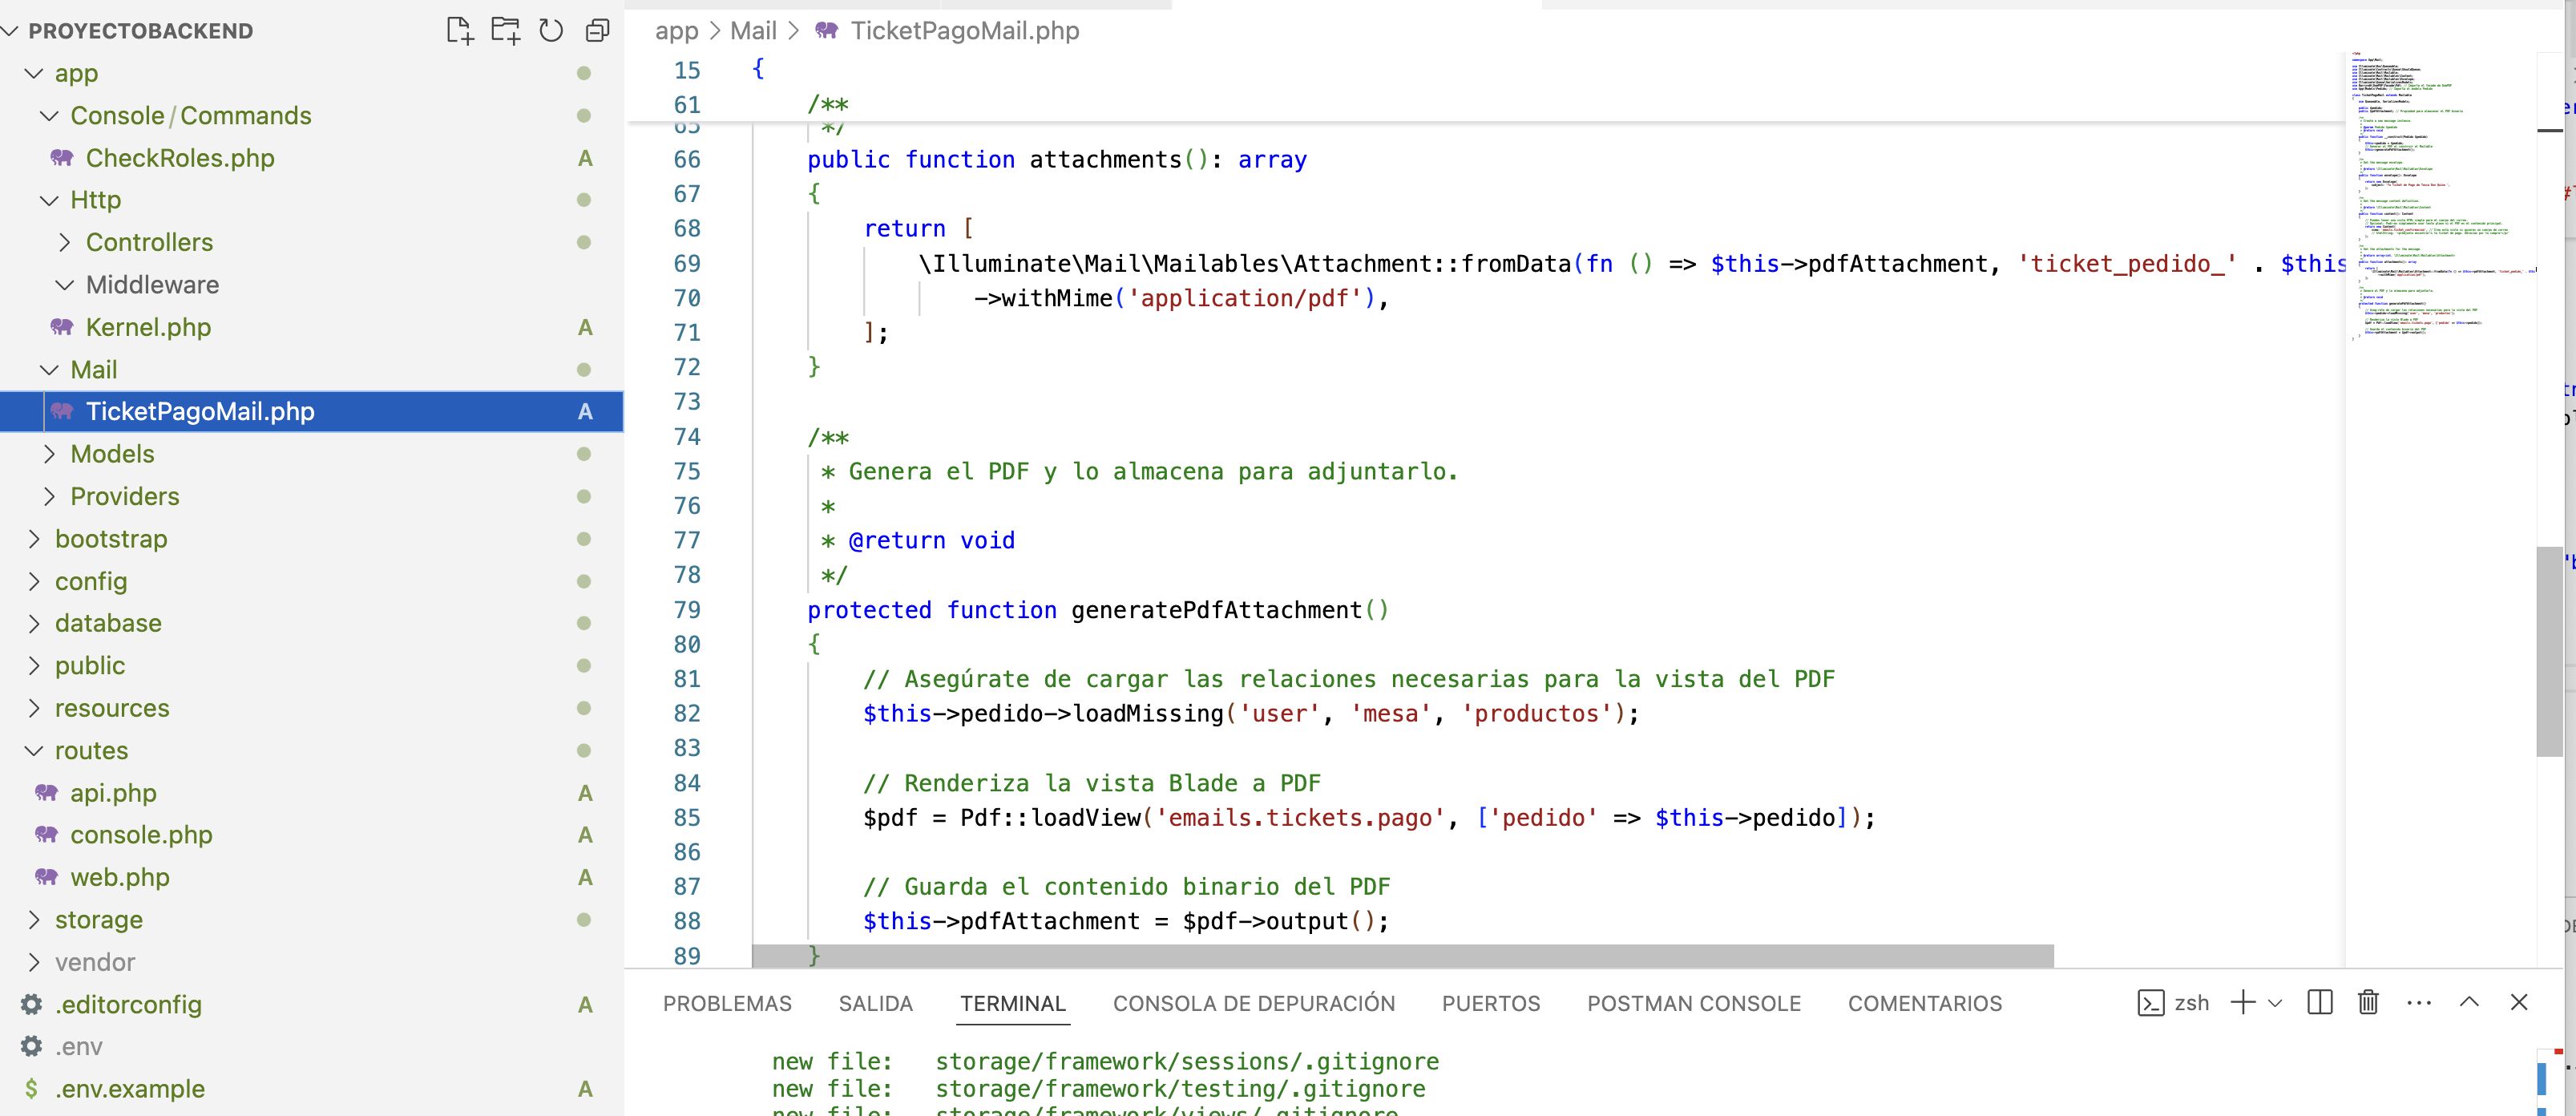 PROYECTOBACKEND
app
Console/Commands
CheckRoles.php A
Http
Controllers
Middleware
Kernel.php A
Mail
TicketPagoMail.php A
Models
Providers
bootstrap
config
database
public
resources
routes
api.php A
console.php A
web.php A
storage
vendor
.editorconfig A
.env
$ .env.example A
app > Mail > TicketPagoMail.php
15 {
61 /**
65 */
66 public function attachments(): array
67 {
68 return [
69 \Illuminate\Mail\Mailables\Attachment::fromData(fn () => $this->pdfAttachment, 'ticket_pedido_' . $this
70 ->withMime('application/pdf'),
71 ];
72 }
73
74 /**
75 * Genera el PDF y lo almacena para adjuntarlo.
76 *
77 * @return void
78 */
79 protected function generatePdfAttachment()
80 {
81 // Asegúrate de cargar las relaciones necesarias para la vista del PDF
82 $this->pedido->loadMissing('user', 'mesa', 'productos');
83
84 // Renderiza la vista Blade a PDF
85 $pdf = Pdf::loadView('emails.tickets.pago', ['pedido' => $this->pedido]);
86
87 // Guarda el contenido binario del PDF
88 $this->pdfAttachment = $pdf->output();
89 }
PROBLEMAS SALIDA TERMINAL CONSOLA DE DEPURACIÓN PUERTOS POSTMAN CONSOLE COMENTARIOS zsh
new file: storage/framework/sessions/.gitignore
new file: storage/framework/testing/.gitignore
new file: storage/framework/views/.gitignore